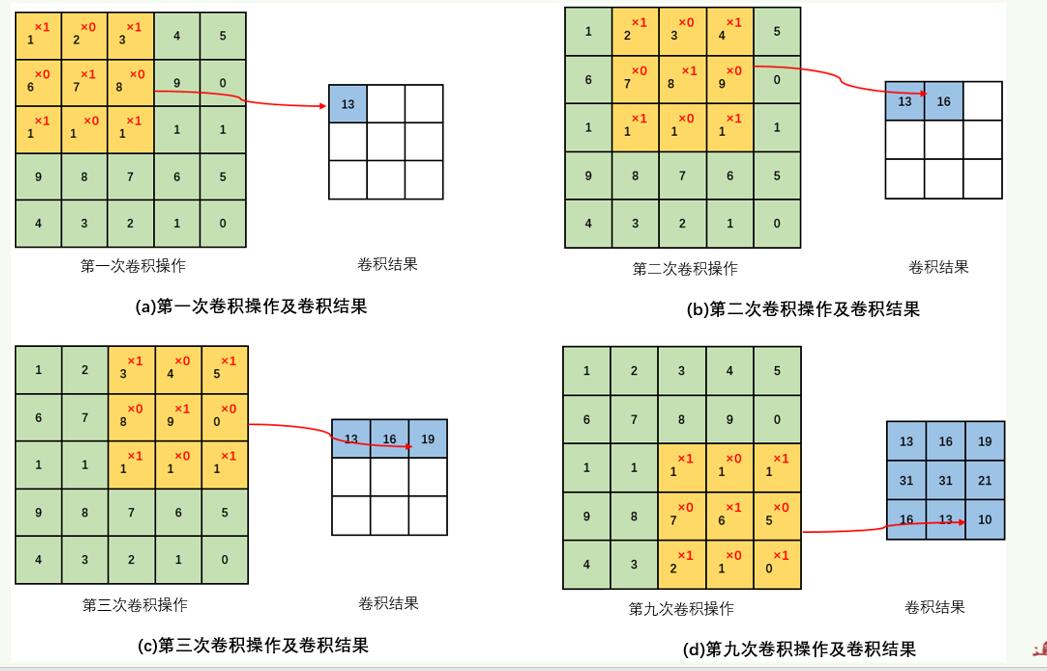 ×1 ×0 ×1
1 2 3 4 5
×0 ×1 ×0
6 7 8 9 0
×1 ×0 ×1
1 1 1 1 1
9 8 7 6 5
4 3 2 1 0
13
第一次卷积操作
卷积结果
(a)第一次卷积操作及卷积结果
×1 ×0 ×1
1 2 3 4 5
×0 ×1 ×0
6 7 8 9 0
×1 ×0 ×1
1 1 1 1 1
9 8 7 6 5
4 3 2 1 0
13 16
第二次卷积操作
卷积结果
(b)第二次卷积操作及卷积结果
×1 ×0 ×1
1 2 3 4 5
×0 ×1 ×0
6 7 8 9 0
×1 ×0 ×1
1 1 1 1 1
9 8 7 6 5
4 3 2 1 0
13 16 19
第三次卷积操作
卷积结果
(c)第三次卷积操作及卷积结果
1 2 3 4 5
6 7 8 9 0
×1 ×0 ×1
1 1 1 1 1
×0 ×1 ×0
9 8 7 6 5
×1 ×0 ×1
4 3 2 1 0
13 16 19
31 31 21
16 13 10
第九次卷积操作
卷积结果
(d)第九次卷积操作及卷积结果